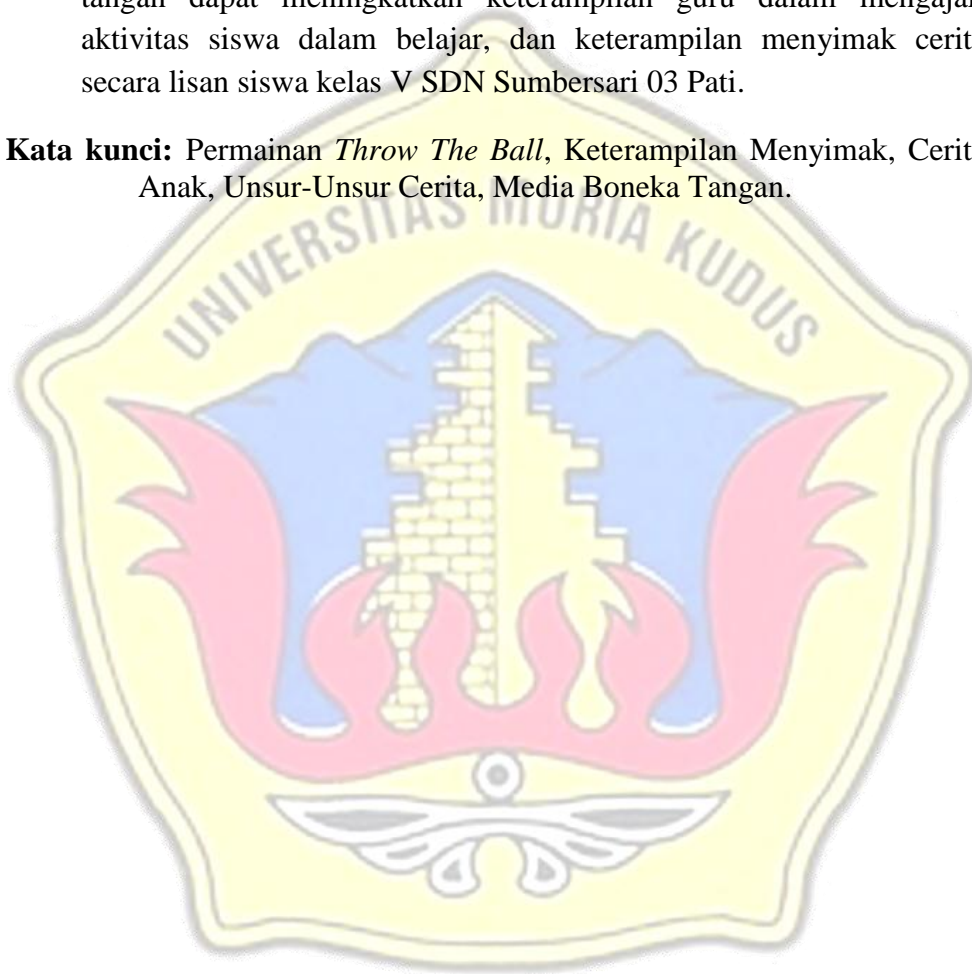 tangan dapat meningkatkan keterampilan guru dalam mengajar
aktivitas siswa dalam belajar, dan keterampilan menyimak cerit
secara lisan siswa kelas V SDN Sumbersari 03 Pati.
Kata kunci: Permainan Throw The Ball, Keterampilan Menyimak, Cerit
Anak, Unsur-Unsur Cerita, Media Boneka Tangan.
UNIVERSITAS MURIA KUDUS